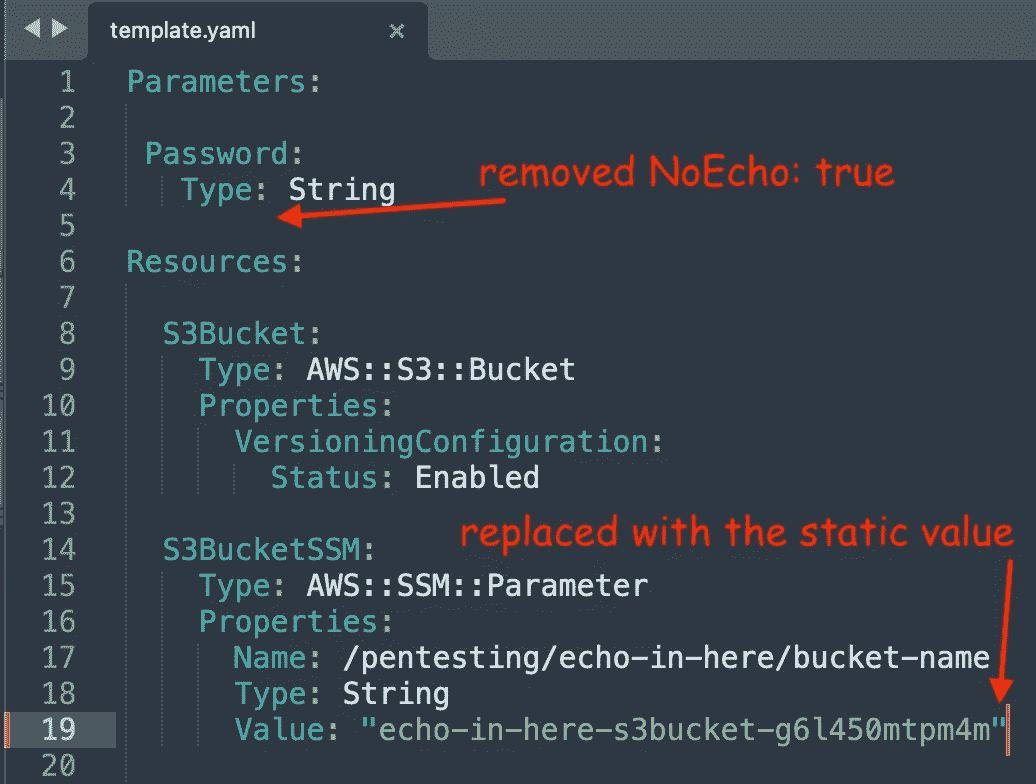 template.yaml
1 Parameters:
2
3 Password: removed NoEcho: true
4 Type: String
5
6 Resources:
7
8 S3Bucket:
9 Type: AWS::S3::Bucket
10 Properties:
11 VersioningConfiguration:
12 Status: Enabled
13
replaced with the static value
14 S3BucketSSM:
15 Type: AWS::SSM::Parameter
16 Properties:
17 Name: /pentesting/echo-in-here/bucket-name
18 Type: String
19 Value: "echo-in-here-s3bucket-g6l450mtpm4m"
20